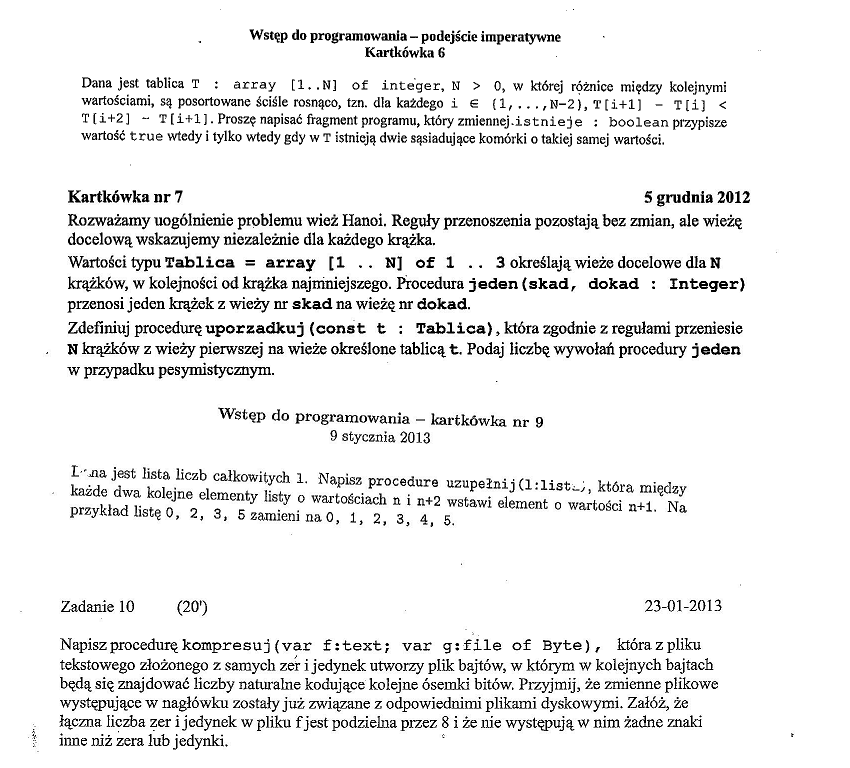 Wstęp do programowania – podejście imperatywne
Kartkówka 6
Dana jest tablica T : array [1..N] of integer, N > 0, w której różnice między kolejnymi
wartościami, są posortowane ściśle rosnąco, tzn. dla każdego i ∈ {1,...,N-2}, T[i+1] - T[i] <
T[i+2] - T[i+1]. Proszę napisać fragment programu, który zmiennej istnieje : boolean przypisze
wartość true wtedy i tylko wtedy gdy w T istnieją dwie sąsiadujące komórki o takiej samej wartości.
Kartkówka nr 7 5 grudnia 2012
Rozważamy uogólnienie problemu wież Hanoi. Reguły przenoszenia pozostają bez zmian, ale wieżę
docelową wskazujemy niezależnie dla każdego krążka.
Wartości typu Tablica = array [1 .. N] of 1 .. 3 określają wieże docelowe dla N
krążków, w kolejności od krążka najmniejszego. Procedura jeden(skad, dokad : Integer)
przenosi jeden krążek z wieży nr skad na wieżę nr dokad.
Zdefiniuj procedurę uporzadkuj(const t : Tablica), która zgodnie z regułami przeniesie
N krążków z wieży pierwszej na wieże określone tablicą t. Podaj liczbę wywołań procedury jeden
w przypadku pesymistycznym.
Wstęp do programowania – kartkówka nr 9
9 stycznia 2013
jest lista liczb całkowitych l. Napisz procedure uzupełnij(l:lista), która między
każde dwa kolejne elementy listy o wartościach n i n+2 wstawi element o wartości n+1. Na
przykład listę 0, 2, 3, 5 zamieni na 0, 1, 2, 3, 4, 5.
Zadanie 10 (20') 23-01-2013
Napisz procedurę kompresuj(var f:text; var g:file of Byte), która z pliku
tekstowego złożonego z samych zer i jedynek utworzy plik bajtów, w którym w kolejnych bajtach
będą się znajdować liczby naturalne kodujące kolejne ósemki bitów. Przyjmij, że zmienne plikowe
występujące w nagłówku zostały już związane z odpowiednimi plikami dyskowymi. Załóż, że
łączna liczba zer i jedynek w pliku f jest podzielna przez 8 i że nie występują w nim żadne znaki
inne niż zera lub jedynki.